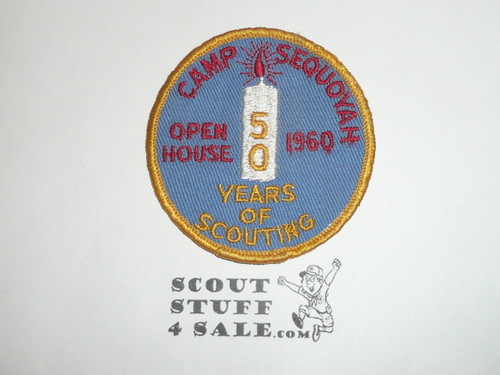 CAMP SEQUOYAH
OPEN HOUSE 1960
50
YEARS
OF
SCOUTING
SCOUT
STUFF
4 SALE.COM